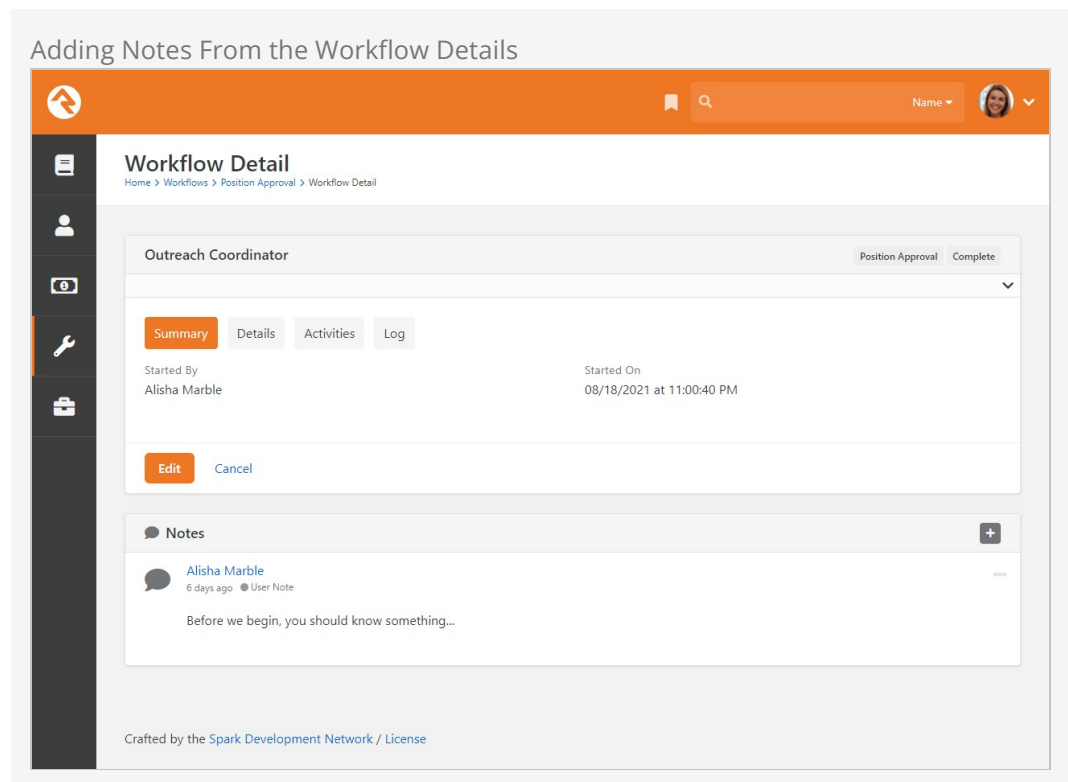 Adding Notes From the Workflow Details
Name
Workflow Detail
Home > Workflows > Position Approval > Workflow Detail
Outreach Coordinator
Position Approval Complete
Summary Details Activities Log
Started By Started On
Alisha Marble 08/18/2021 at 11:00:40 PM
Edit Cancel
Notes
Alisha Marble
6 days ago User Note
Before we begin, you should know something...
Crafted by the Spark Development Network / License